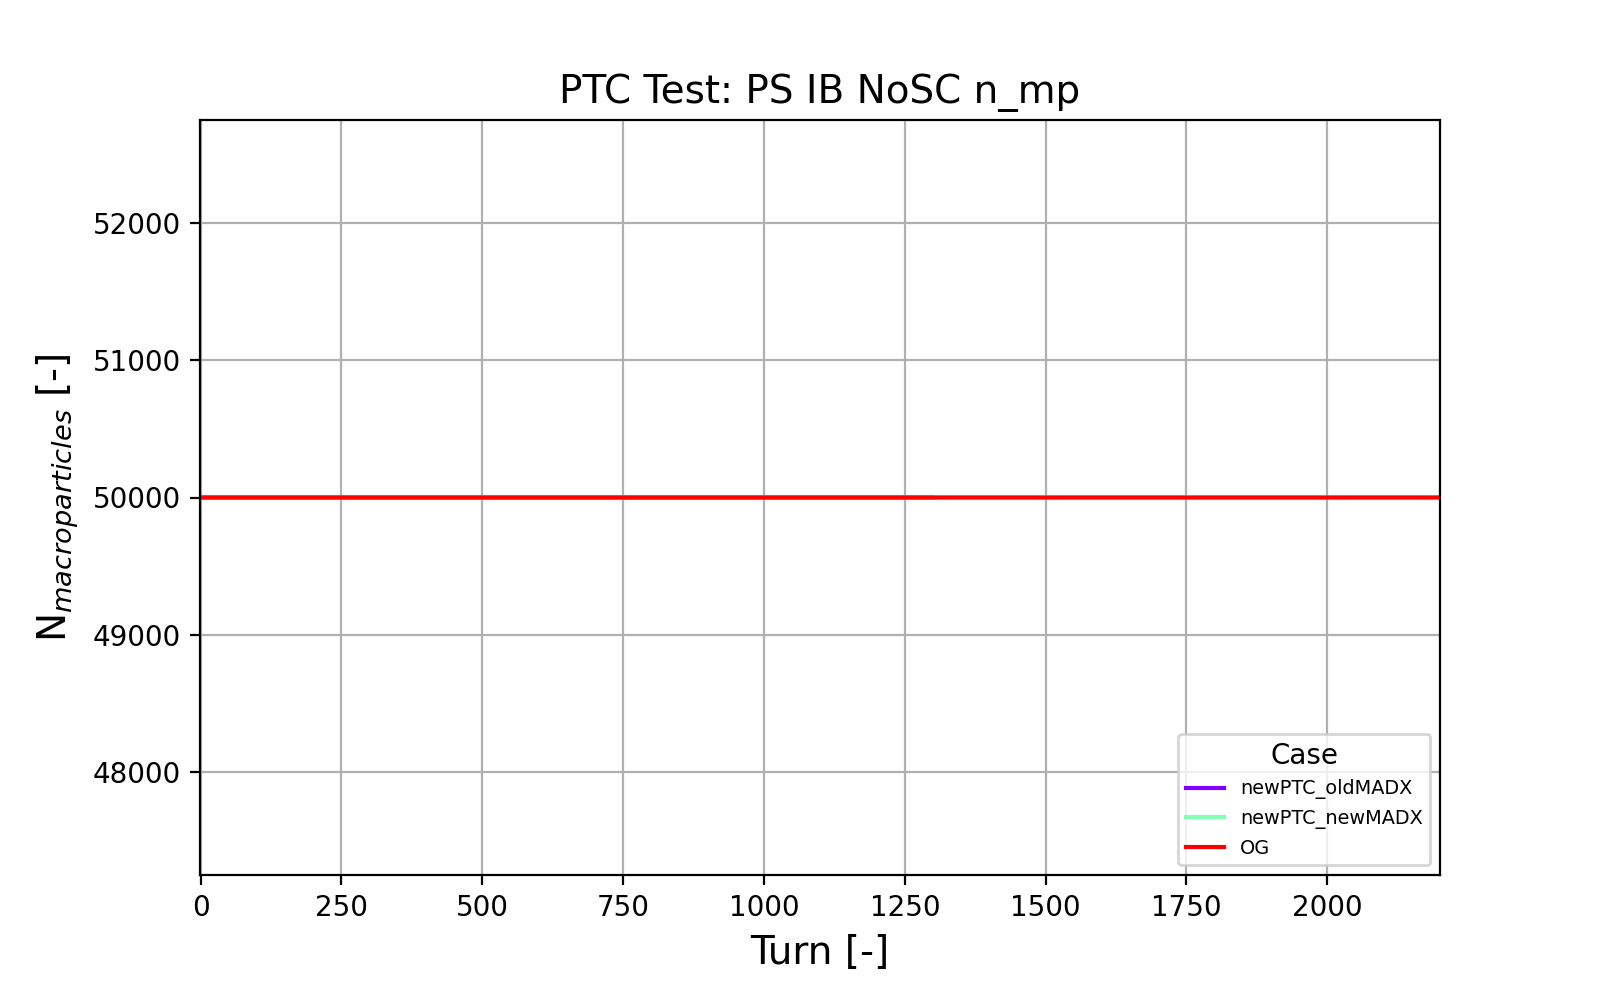 PTC Test: PS IB NoSC n_mp
52000
51000
50000
49000
48000
N_macroparticles [-]
Case
newPTC_oldMADX
newPTC_newMADX
OG
0 250 500 750 1000 1250 1500 1750 2000
Turn [-]